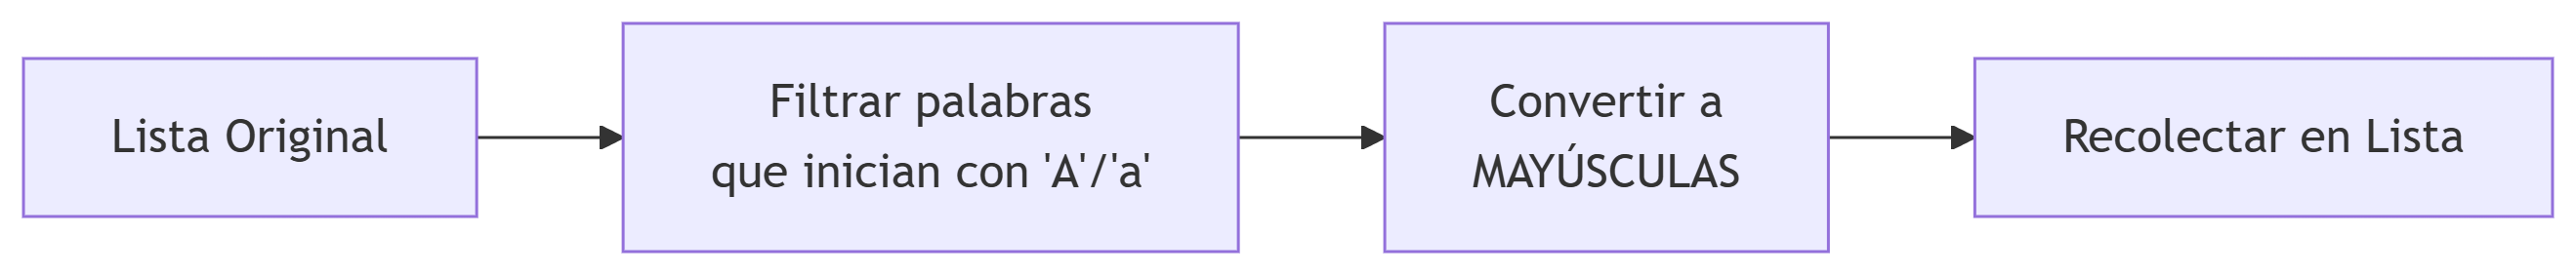 Lista Original
Filtrar palabras
que inician con 'A'/'a'
Convertir a
MAYÚSCULAS
Recolectar en Lista